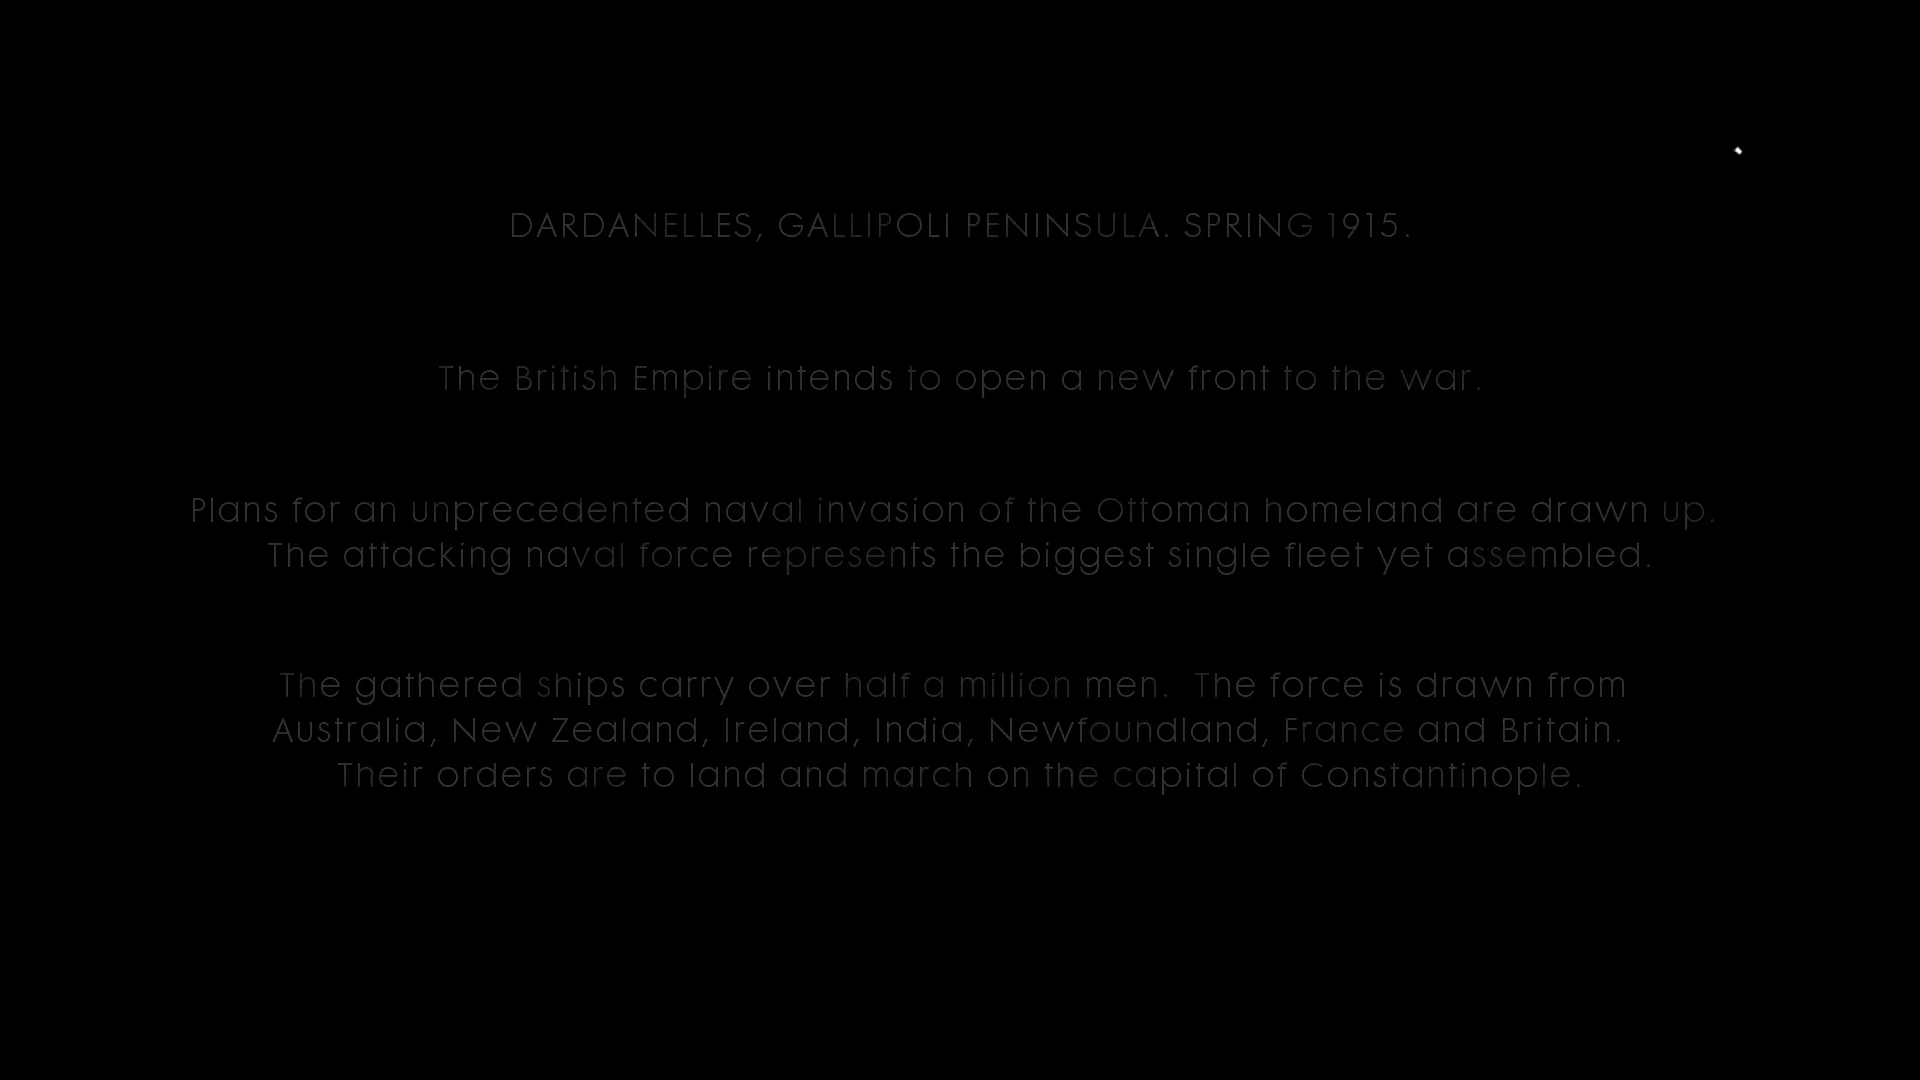 DARDANELLES, GALLIPOLI PENINSULA. SPRING 1915.
The British Empire intends to open a new front to the war.
Plans for an unprecedented naval invasion of the Ottoman homeland are drawn up.
The attacking naval force represents the biggest single fleet yet assembled.
The gathered ships carry over half a million men.  The force is drawn from
Australia, New Zealand, Ireland, India, Newfoundland, France and Britain.
Their orders are to land and march on the capital of Constantinople.